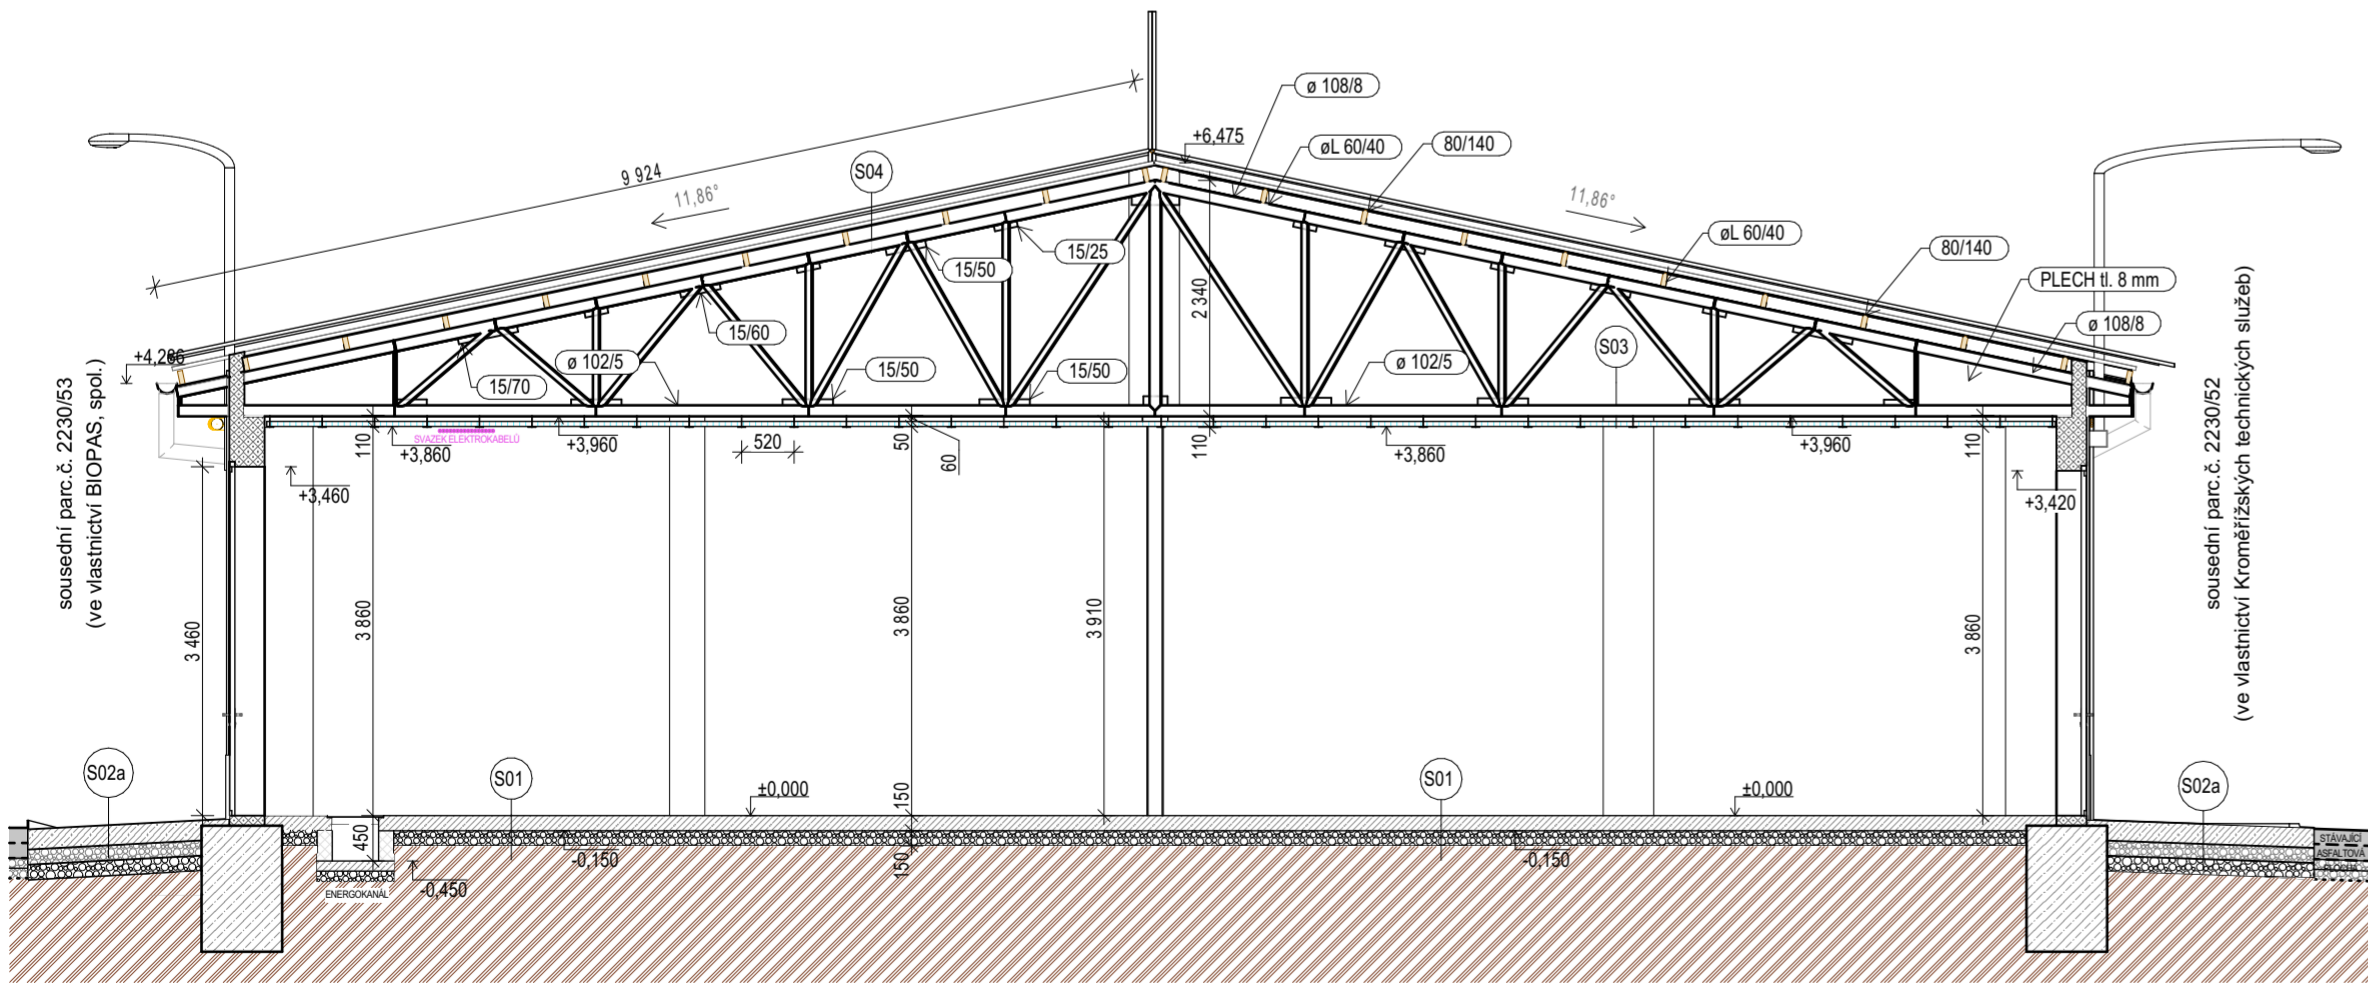 ø 108/8
+6,475
øL 60/40
80/140
9 924
S04
11,86°
11,86°
øL 60/40
80/140
15/25
15/50
PLECH tl. 8 mm
2 340
ø 108/8
15/60
S03
+4,286
ø 102/5
15/50
15/50
ø 102/5
15/70
sousední parc.č. 2230/53
(ve vlastnictví BIOPAS, spol.)
sousední parc.č. 2230/52
(ve vlastnictví Kroměřížských technických služeb)
SVAZEK ELEKTROKABELŮ
110
+3,860
+3,960
520
50
60
110
+3,860
+3,960
110
+3,460
+3,420
3 460
3 860
3 860
3 910
3 860
S02a
S01
±0,000
S01
±0,000
S02a
150
450
-0,150
150
-0,150
-0,450
ENERGOKANÁL
STÁVAJÍCÍ
ASFALTOVÁ